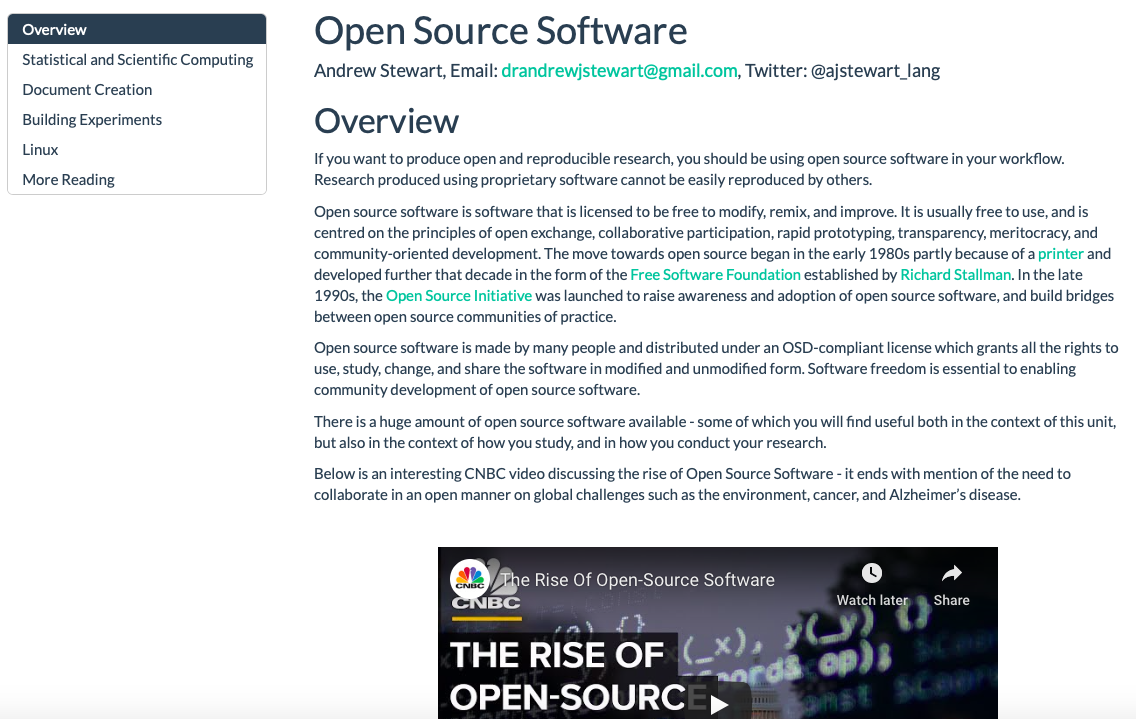 Overview
Statistical and Scientific Computing
Document Creation
Building Experiments
Linux
More Reading
Open Source Software
Andrew Stewart, Email: drandrewjstewart@gmail.com, Twitter: @ajstewart_lang
Overview
If you want to produce open and reproducible research, you should be using open source software in your workflow.
Research produced using proprietary software cannot be easily reproduced by others.
Open source software is software that is licensed to be free to modify, remix, and improve. It is usually free to use, and is
centred on the principles of open exchange, collaborative participation, rapid prototyping, transparency, meritocracy, and
community-oriented development. The move towards open source began in the early 1980s partly because of a printer and
developed further that decade in the form of the Free Software Foundation established by Richard Stallman. In the late
1990s, the Open Source Initiative was launched to raise awareness and adoption of open source software, and build bridges
between open source communities of practice.
Open source software is made by many people and distributed under an OSD-compliant license which grants all the rights to
use, study, change, and share the software in modified and unmodified form. Software freedom is essential to enabling
community development of open source software.
There is a huge amount of open source software available - some of which you will find useful both in the context of this unit,
but also in the context of how you study, and in how you conduct your research.
Below is an interesting CNBC video discussing the rise of Open Source Software - it ends with mention of the need to
collaborate in an open manner on global challenges such as the environment, cancer, and Alzheimer's disease.
CNBC
The Rise Of Open-Source Software
Watch later
Share
CNBC
THE RISE OF
OPEN-SOURCE
(_x), y(_y) {}
op);
const